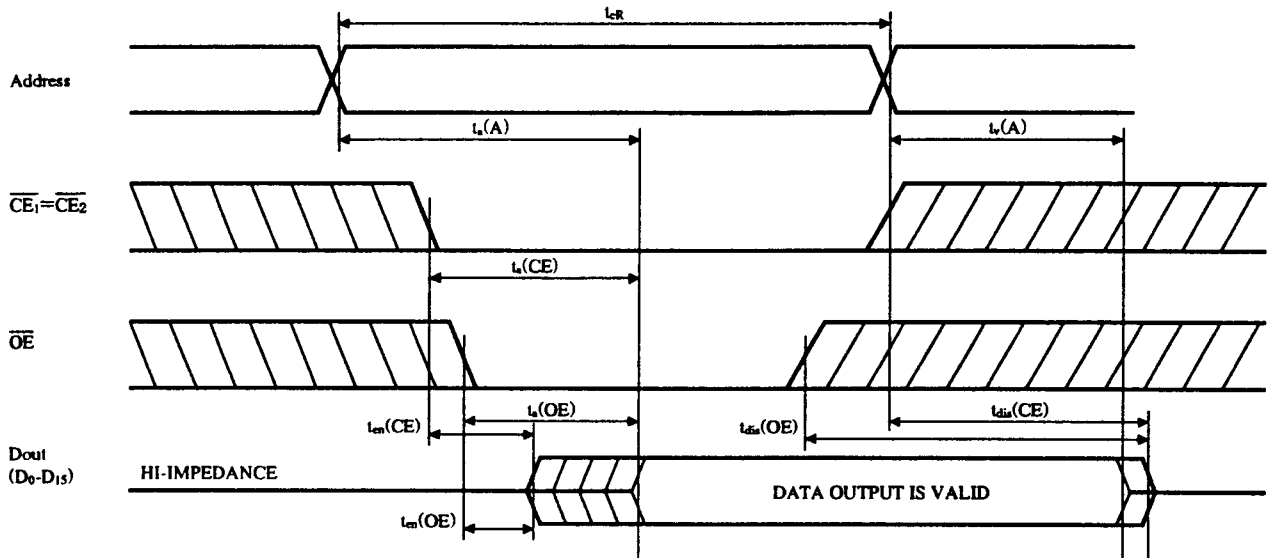 tcR
Address
ta(A)
tv(A)
CE1=CE2
ta(CE)
OE
ta(OE)
tdis(CE)
ten(CE)
tdis(OE)
Dout
(D0-D15)
HI-IMPEDANCE
DATA OUTPUT IS VALID
ten(OE)